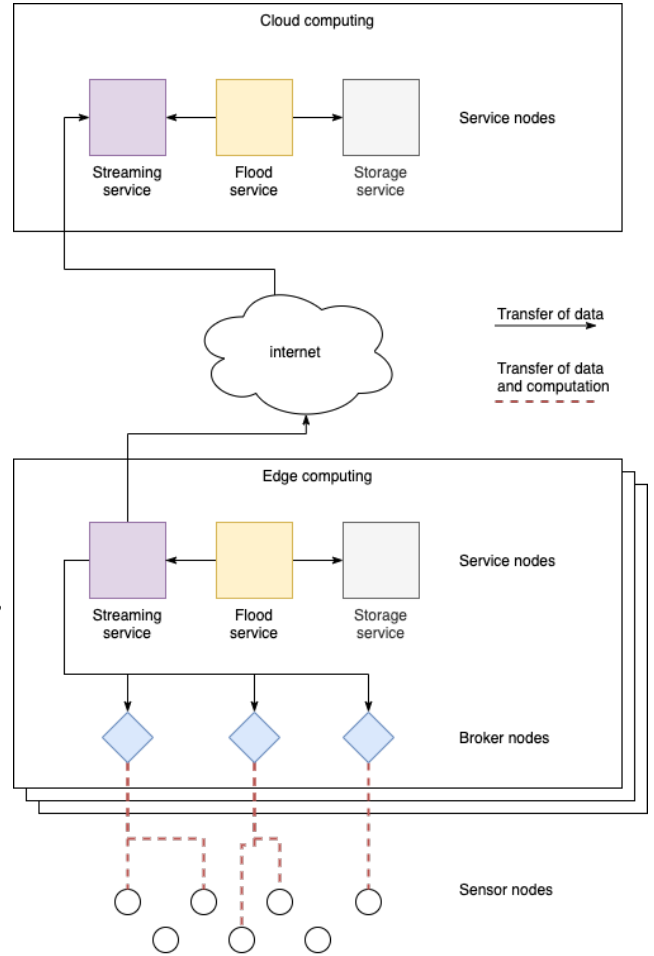 Cloud computing
Service nodes
Streaming
service
Flood
service
Storage
service
Transfer of data
internet
Transfer of data
and computation
Edge computing
Service nodes
Streaming
service
Flood
service
Storage
service
Broker nodes
Sensor nodes